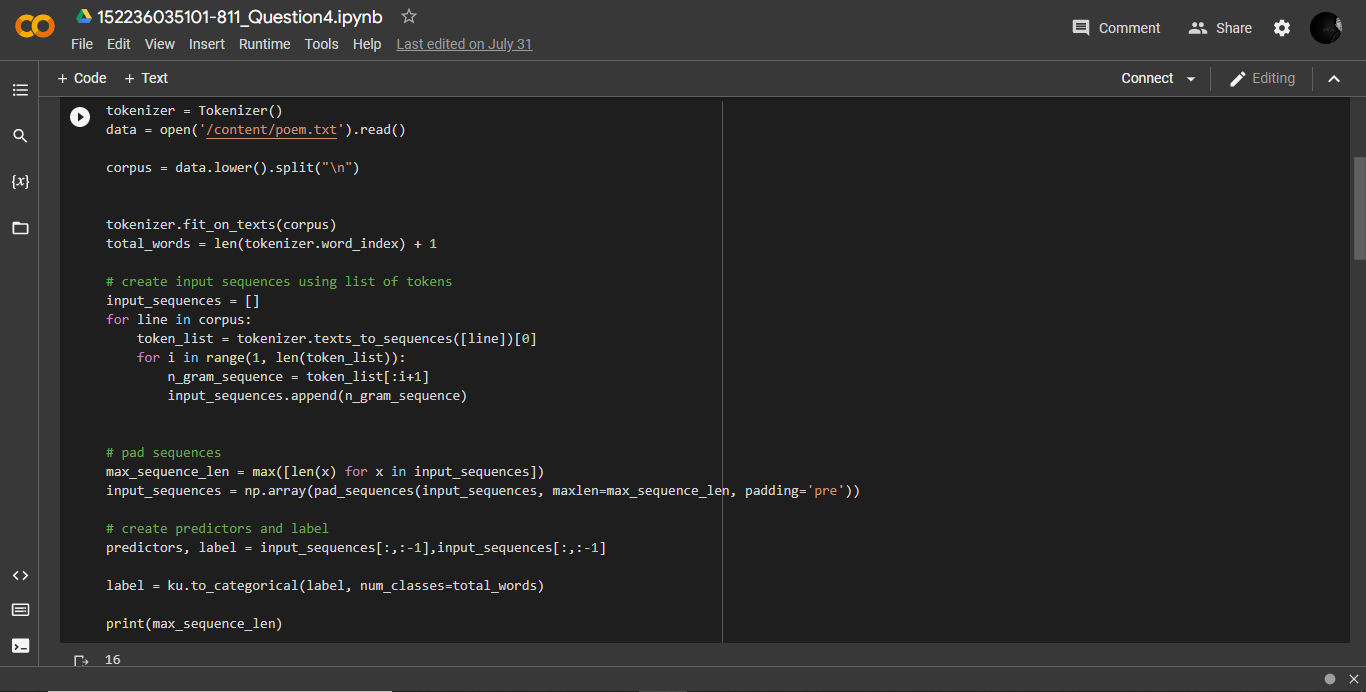 152236035101-811_Question4.ipynb
Comment Share
File Edit View Insert Runtime Tools Help Last edited on July 31
+ Code + Text Connect Editing
{x}
tokenizer = Tokenizer()
data = open('/content/poem.txt').read()
corpus = data.lower().split("\n")
tokenizer.fit_on_texts(corpus)
total_words = len(tokenizer.word_index) + 1
# create input sequences using list of tokens
input_sequences = []
for line in corpus:
    token_list = tokenizer.texts_to_sequences([line])[0]
    for i in range(1, len(token_list)):
        n_gram_sequence = token_list[:i+1]
        input_sequences.append(n_gram_sequence)
# pad sequences
max_sequence_len = max([len(x) for x in input_sequences])
input_sequences = np.array(pad_sequences(input_sequences, maxlen=max_sequence_len, padding='pre'))
# create predictors and label
predictors, label = input_sequences[:,:-1],input_sequences[:,:-1]
label = ku.to_categorical(label, num_classes=total_words)
print(max_sequence_len)
16